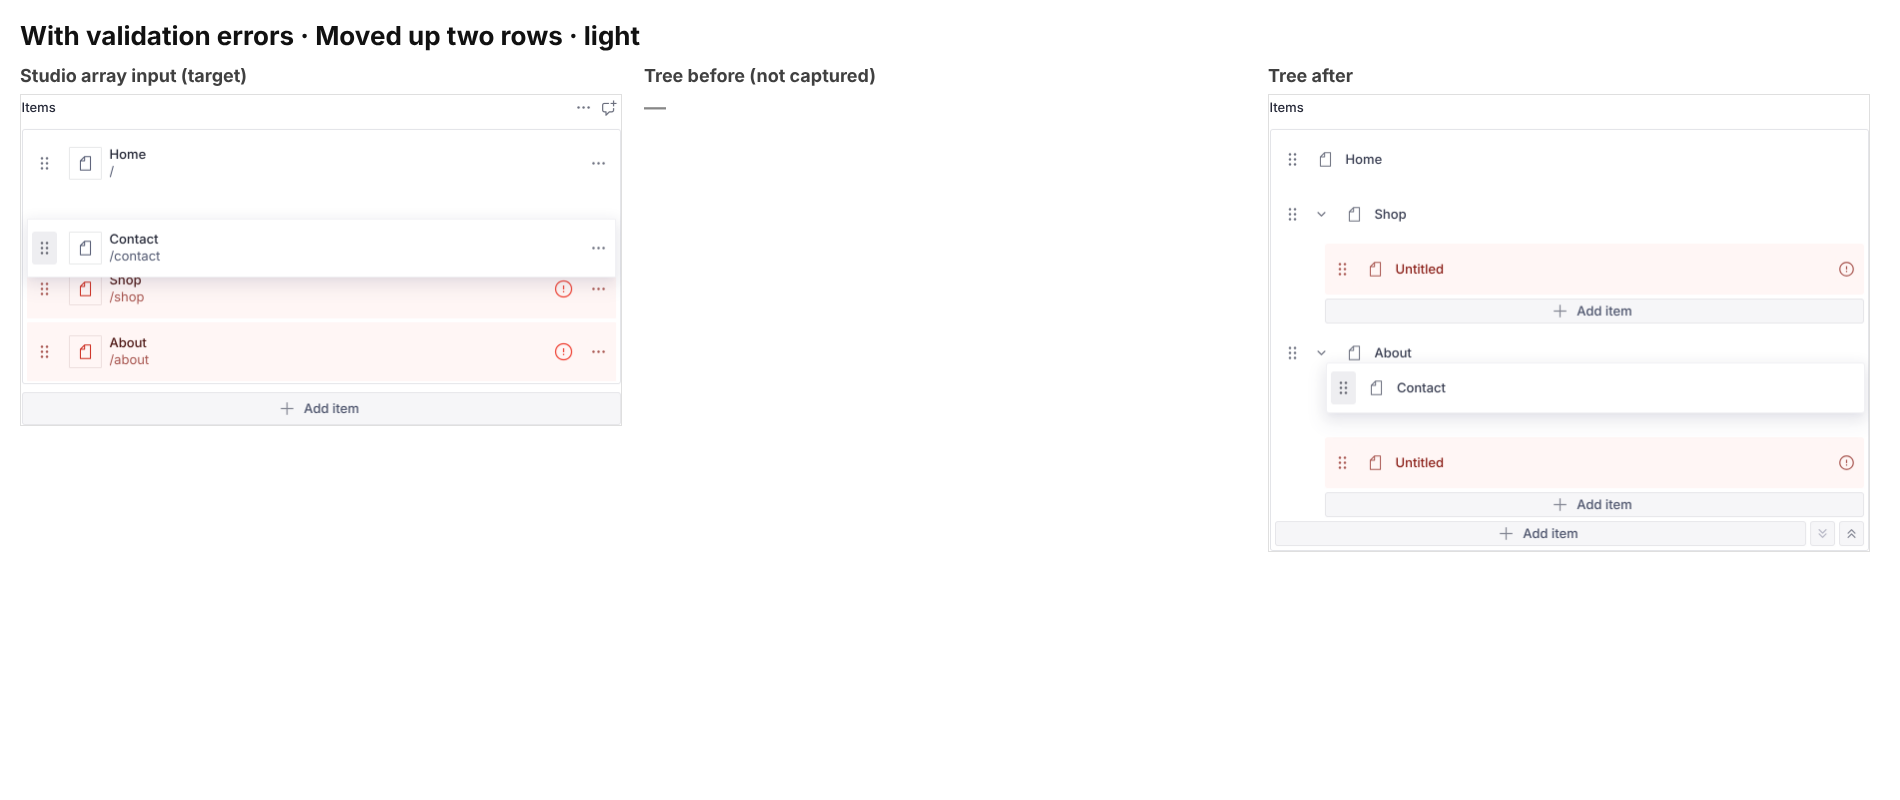 With validation errors · Moved up two rows · light
Studio array input (target)
Items
Home
/
Contact
/contact
Shop
/shop
About
/about
Add item
Tree before (not captured)
—
Tree after
Items
Home
Shop
Untitled
Add item
About
Contact
Untitled
Add item
Add item